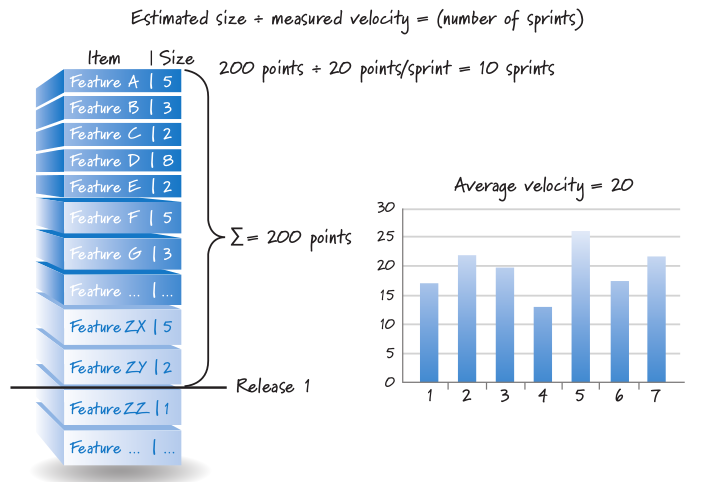 Estimated size ÷ measured velocity = (number of sprints)
Item | Size
200 points ÷ 20 points/sprint = 10 sprints
Feature A | 5
Feature B | 3
Feature C | 2
Feature D | 8
Feature E | 2
Feature F | 5
Feature G | 3
Feature ... | ...
Feature ZX | 5
Feature ZY | 2
Feature ZZ | 1
Feature ... | ...
Σ = 200 points
Release 1
Average velocity = 20
30
25
20
15
10
5
0
1 2 3 4 5 6 7